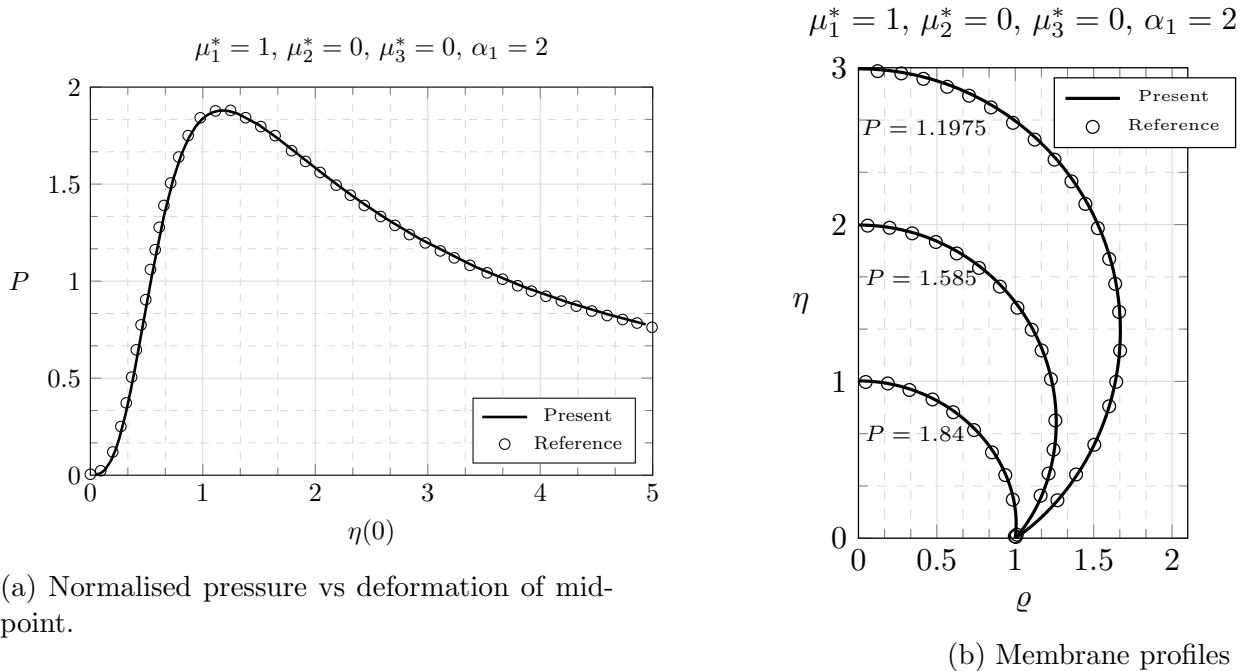 μ₁* = 1, μ₂* = 0, μ₃* = 0, α₁ = 2
2
1.5
1
0.5
0
P
0 1 2 3 4 5
η(0)
Present
Reference
(a) Normalised pressure vs deformation of mid-
point.
μ₁* = 1, μ₂* = 0, μ₃* = 0, α₁ = 2
3
2
1
0
η
P = 1.1975
P = 1.585
P = 1.84
Present
Reference
0 0.5 1 1.5 2
ϱ
(b) Membrane profiles